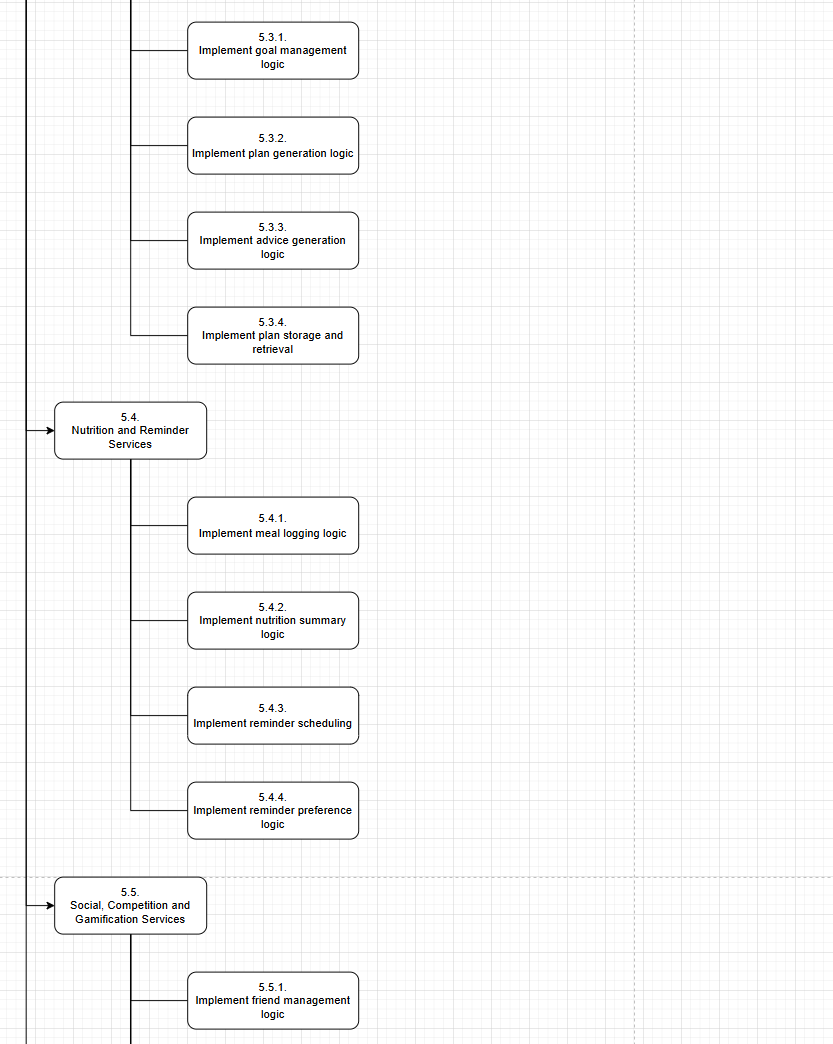 5.3.1.
Implement goal management
logic
5.3.2.
Implement plan generation logic
5.3.3.
Implement advice generation
logic
5.3.4.
Implement plan storage and
retrieval
5.4.
Nutrition and Reminder
Services
5.4.1.
Implement meal logging logic
5.4.2.
Implement nutrition summary
logic
5.4.3.
Implement reminder scheduling
5.4.4.
Implement reminder preference
logic
5.5.
Social, Competition and
Gamification Services
5.5.1.
Implement friend management
logic